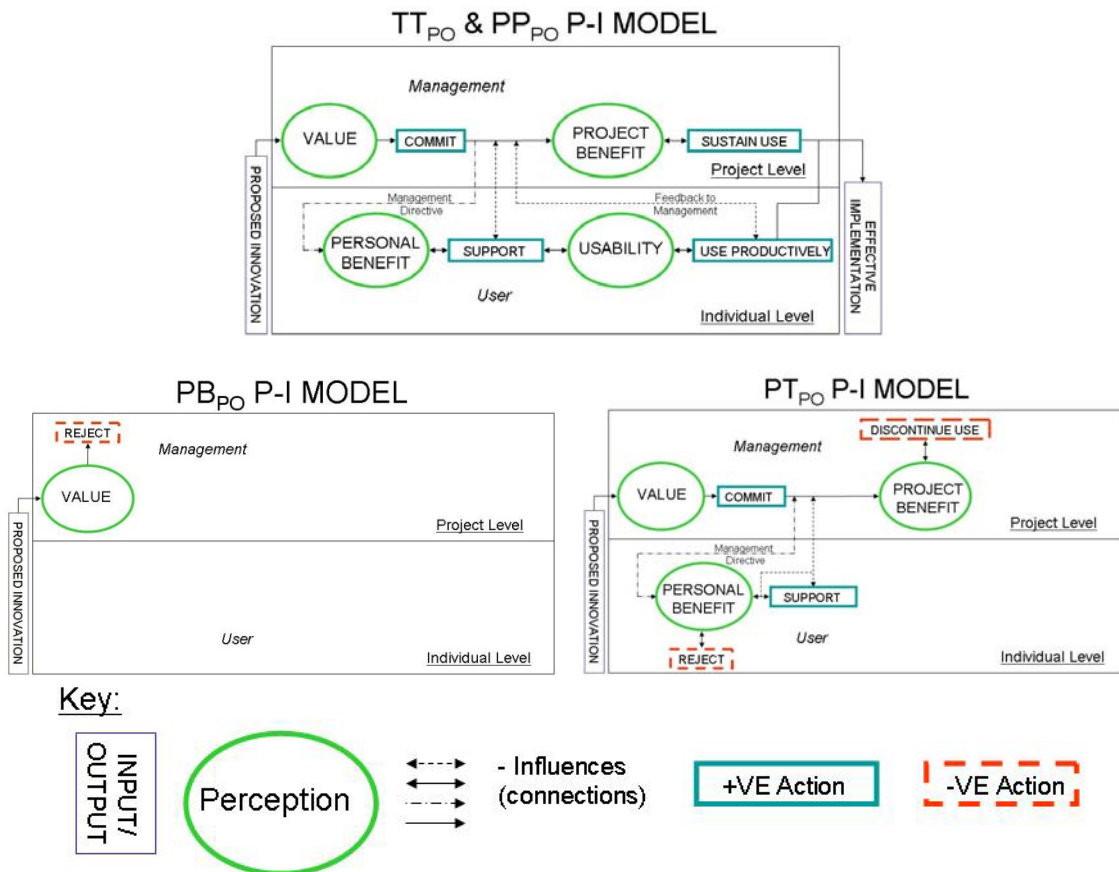 TTPO & PPPO P-I MODEL
Management
VALUE
COMMIT
PROJECT
BENEFIT
SUSTAIN USE
Project Level
PROPOSED INNOVATION
Management
Directive
Feedback to
Management
PERSONAL
BENEFIT
SUPPORT
USABILITY
USE PRODUCTIVELY
User
Individual Level
EFFECTIVE
IMPLEMENTATION
PBPO P-I MODEL
REJECT
Management
VALUE
Project Level
PROPOSED INNOVATION
User
Individual Level
PTPO P-I MODEL
DISCONTINUE USE
Management
VALUE
COMMIT
PROJECT
BENEFIT
Project Level
PROPOSED INNOVATION
Management
Directive
PERSONAL
BENEFIT
SUPPORT
User
REJECT
Individual Level
Key:
INPUT/
OUTPUT
Perception
- Influences
(connections)
+VE Action
-VE Action